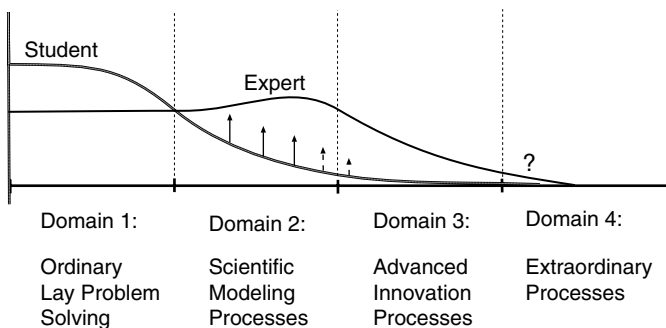 Student
Expert
?
Domain 1:
Ordinary
Lay Problem
Solving
Domain 2:
Scientific
Modeling
Processes
Domain 3:
Advanced
Innovation
Processes
Domain 4:
Extraordinary
Processes